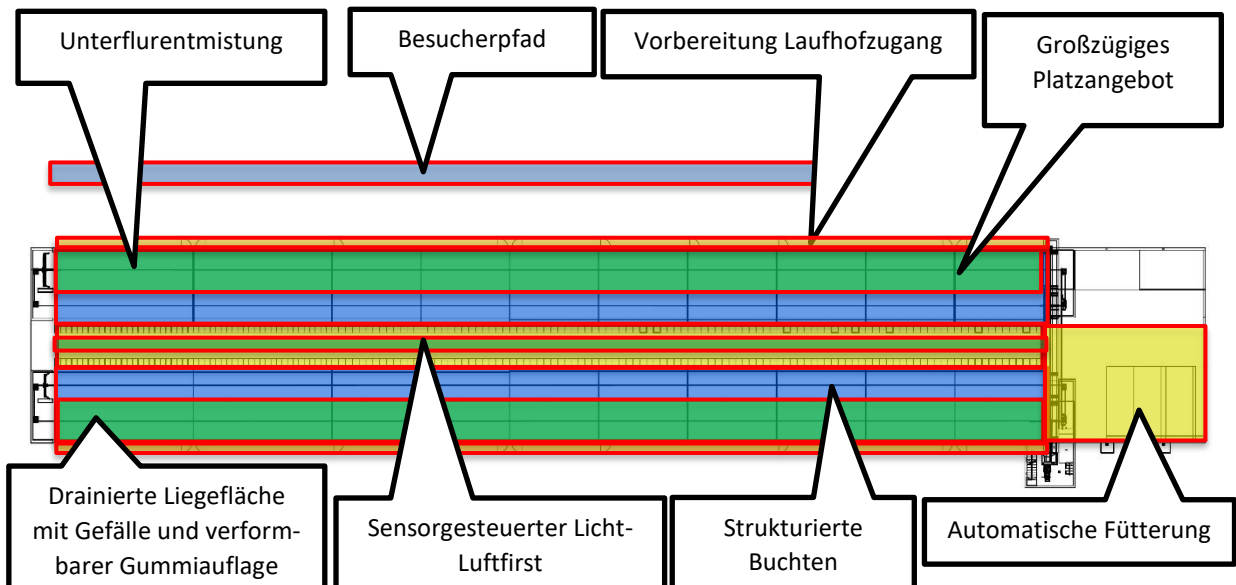 Unterflurentmistung
Besucherpfad
Vorbereitung Laufhofzugang
Großzügiges
Platzangebot
Drainierte Liegefläche
mit Gefälle und verform-
barer Gummiauflage
Sensorgesteuerter Licht-
Luftfirst
Strukturierte
Buchten
Automatische Fütterung